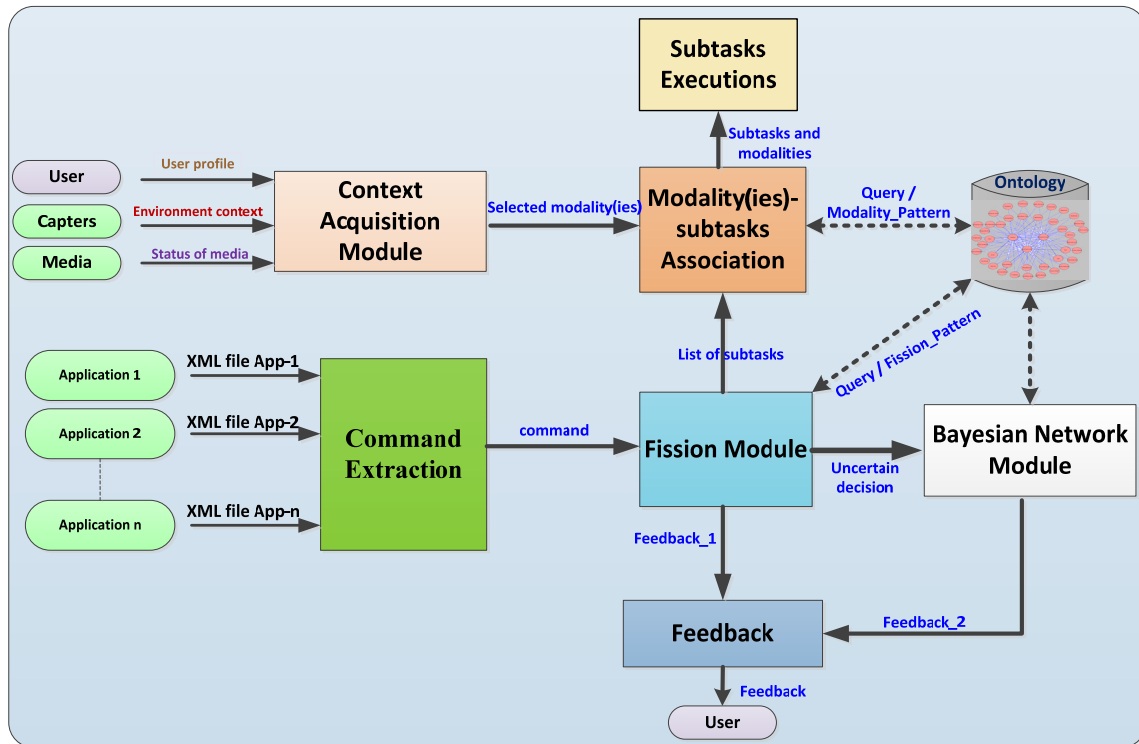 Subtasks
Executions
Subtasks and
modalities
User
User profile
Capters
Environment context
Media
Status of media
Context
Acquisition
Module
Selected modality(ies)
Modality(ies)-
subtasks
Association
Query /
Modality_Pattern
Ontology
List of subtasks
Query / Fission_Pattern
Application 1
XML file App-1
Application 2
XML file App-2
Application n
XML file App-n
Command
Extraction
command
Fission Module
Uncertain
decision
Bayesian Network
Module
Feedback_1
Feedback
Feedback_2
Feedback
User